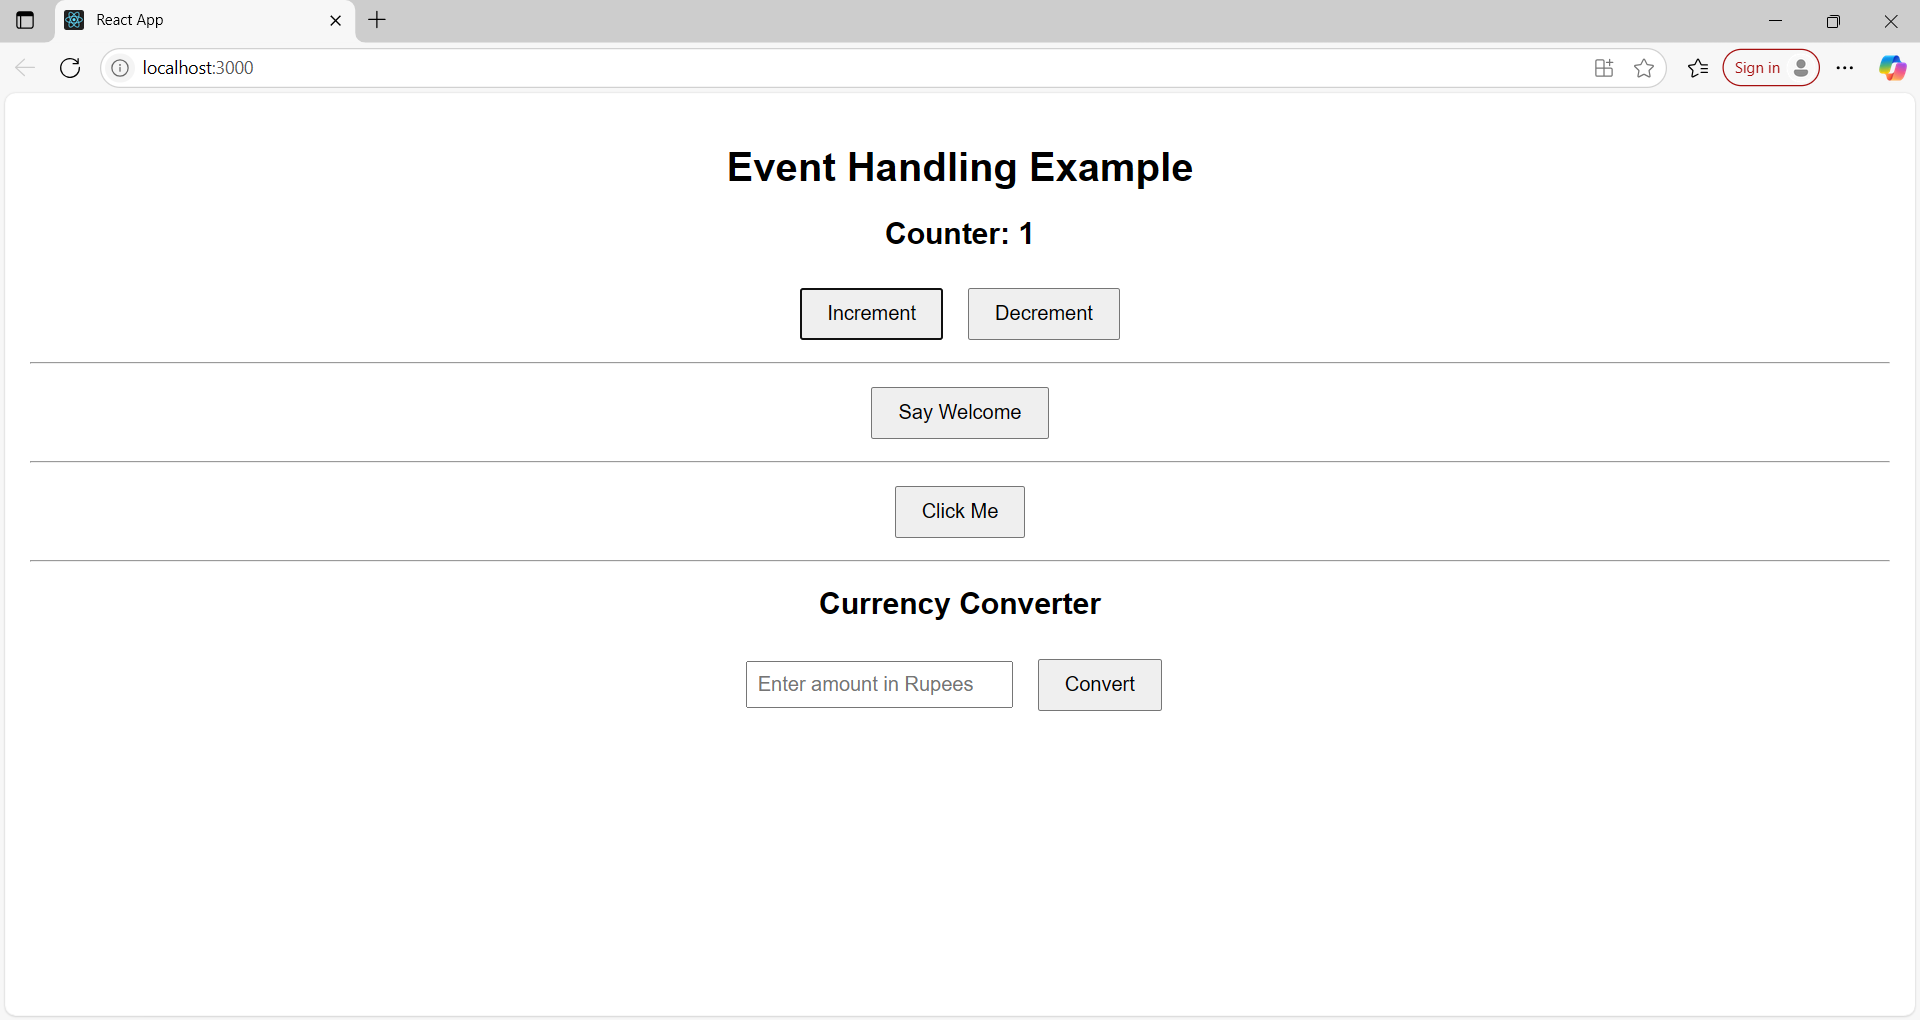 React App
localhost:3000
Sign in
Event Handling Example
Counter: 1
Increment Decrement
Say Welcome
Click Me
Currency Converter
Enter amount in Rupees Convert